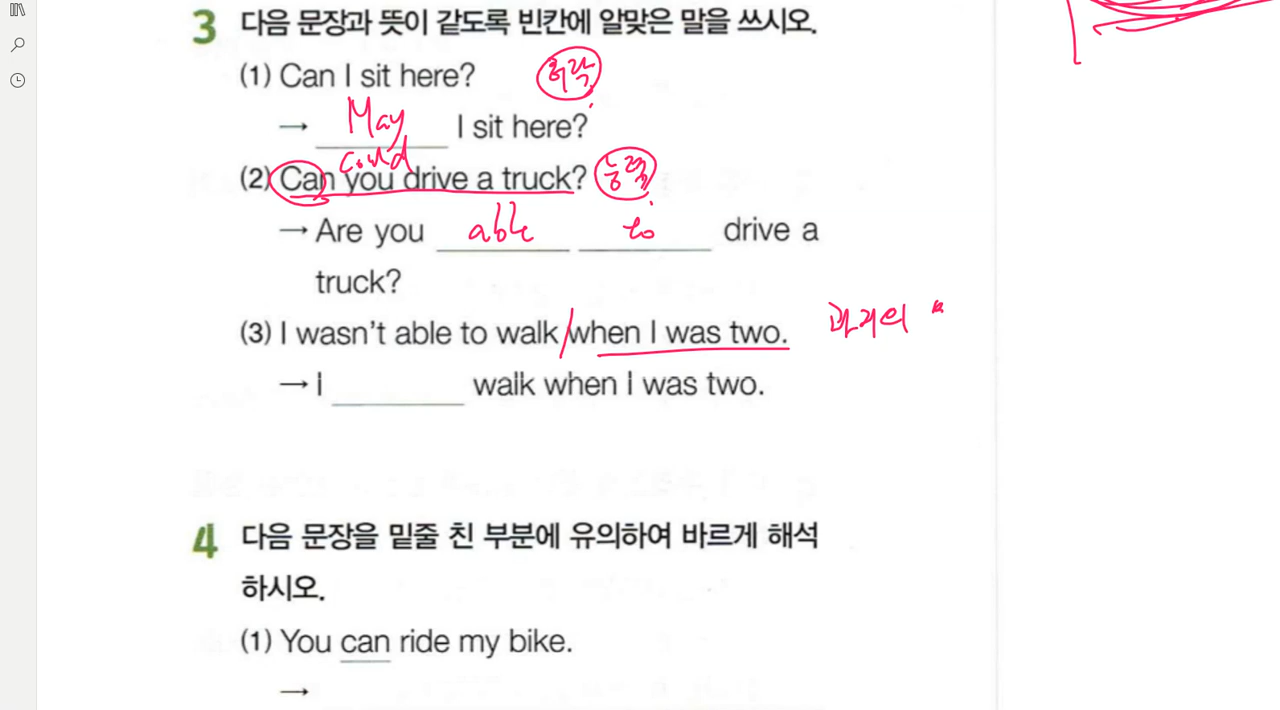 3 다음 문장과 뜻이 같도록 빈칸에 알맞은 말을 쓰시오.
(1) Can I sit here? 허락
→ May I sit here?
could
(2) Can you drive a truck? 능력
→ Are you able to drive a
truck?
(3) I wasn't able to walk/when I was two. 과거의
→ I walk when I was two.
4 다음 문장을 밑줄 친 부분에 유의하여 바르게 해석
하시오.
(1) You can ride my bike.
→